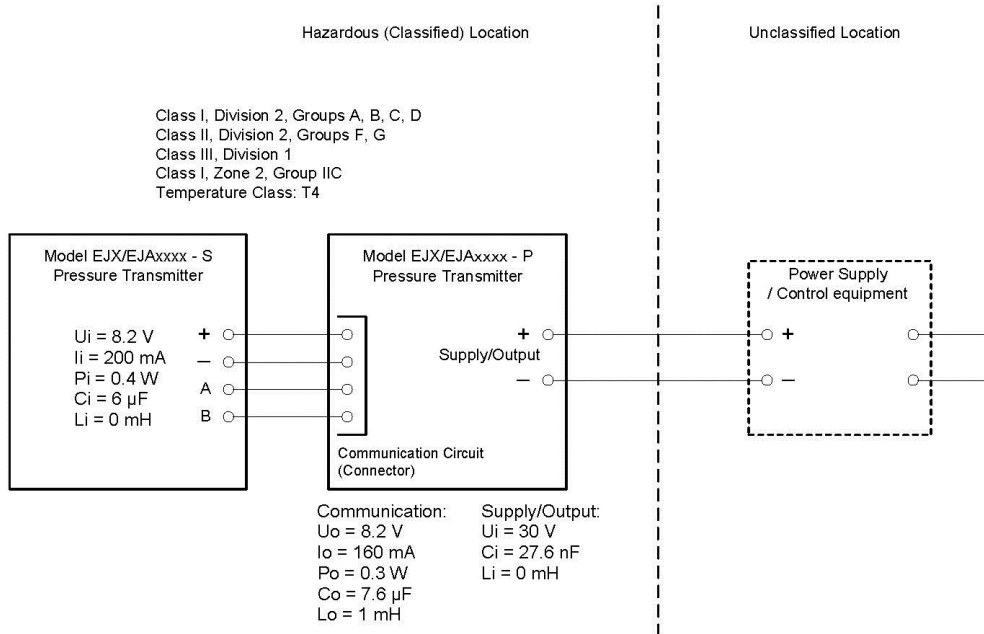 Hazardous (Classified) Location
Unclassified Location
Class I, Division 2, Groups A, B, C, D
Class II, Division 2, Groups F, G
Class III, Division 1
Class I, Zone 2, Group IIC
Temperature Class: T4
Model EJX/EJAxxxx - S
Pressure Transmitter
Ui = 8.2 V
Ii = 200 mA
Pi = 0.4 W
Ci = 6 µF
Li = 0 mH
+
−
A
B
Model EJX/EJAxxxx - P
Pressure Transmitter
+
Supply/Output
−
Communication Circuit
(Connector)
Power Supply
/ Control equipment
+
−
Communication:
Uo = 8.2 V
Io = 160 mA
Po = 0.3 W
Co = 7.6 µF
Lo = 1 mH
Supply/Output:
Ui = 30 V
Ci = 27.6 nF
Li = 0 mH